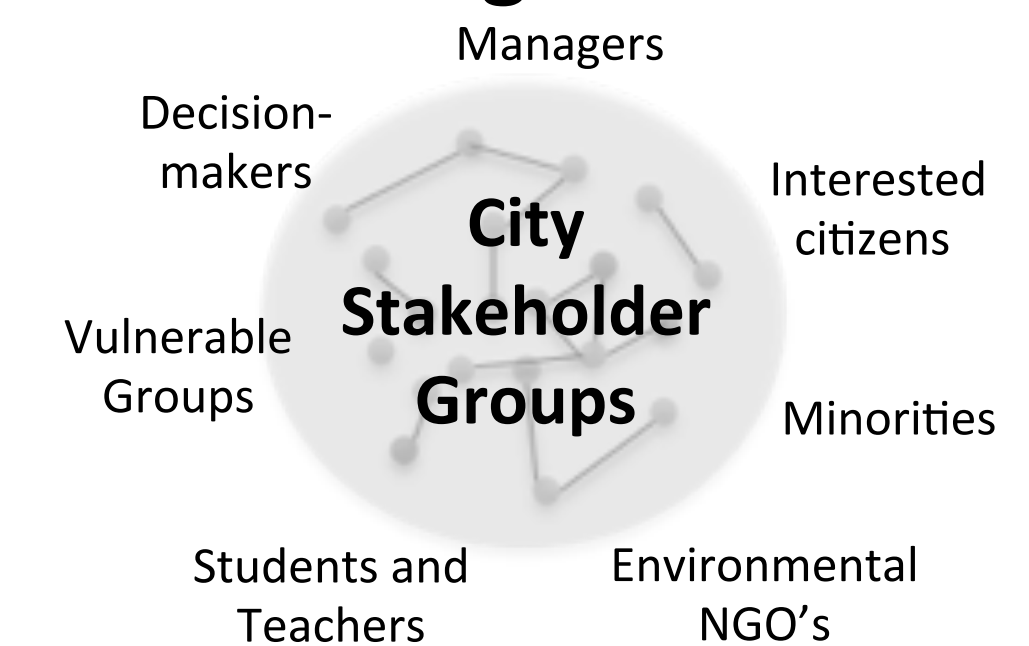 Managers
Decision-
makers
Interested
citizens
City
Stakeholder
Groups
Vulnerable
Groups
Minorities
Students and
Teachers
Environmental
NGO’s